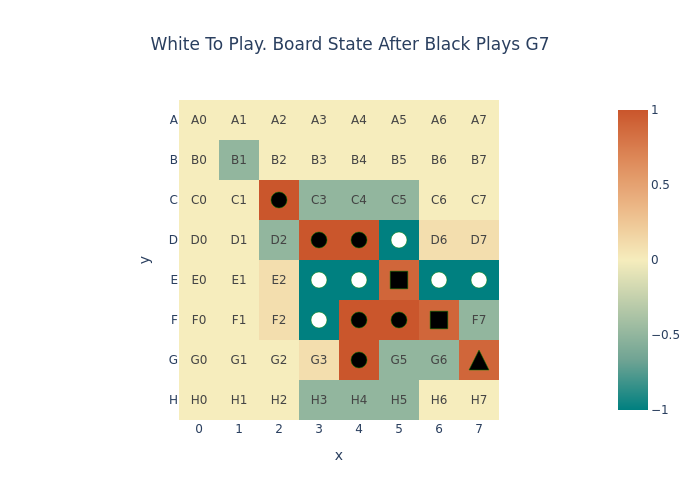 White To Play. Board State After Black Plays G7
A A0 A1 A2 A3 A4 A5 A6 A7
B B0 B1 B2 B3 B4 B5 B6 B7
C C0 C1 C3 C4 C5 C6 C7
D D0 D1 D2 D6 D7
E E0 E1 E2
F F0 F1 F2 F7
G G0 G1 G2 G3 G5 G6
H H0 H1 H2 H3 H4 H5 H6 H7
0 1 2 3 4 5 6 7
x
y
1
0.5
0
−0.5
−1